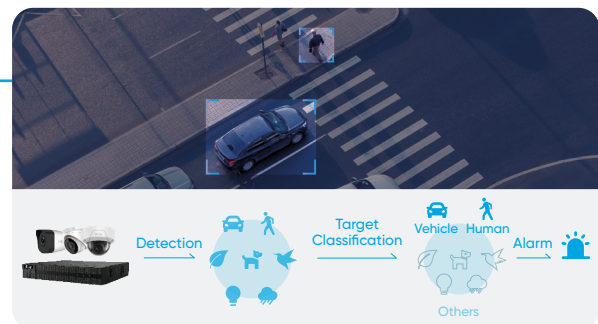 Detection
Target
Classification
Vehicle Human
Alarm
Others